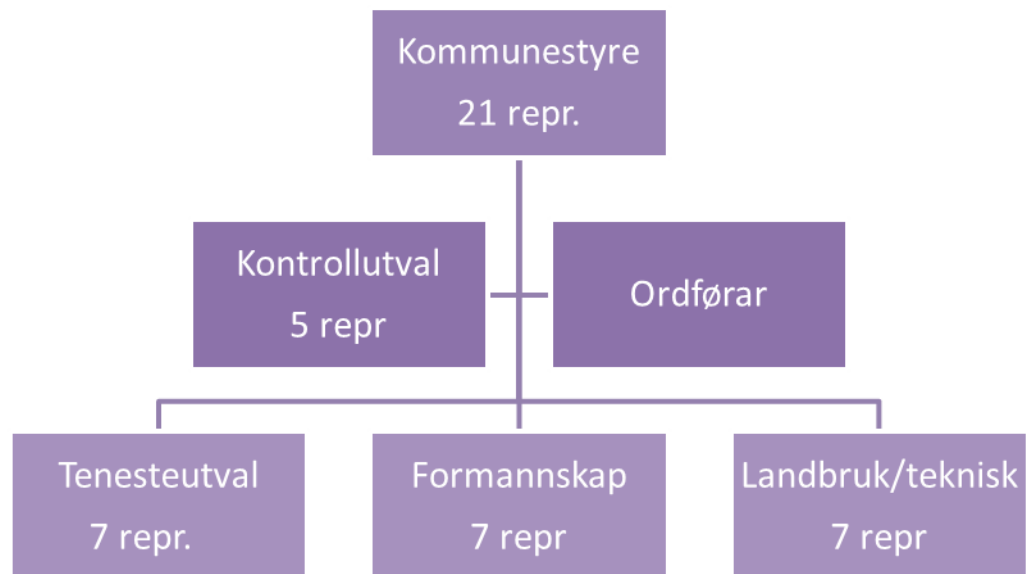 Kommunestyre
21 repr.
Kontrollutval
5 repr
Ordførar
Tenesteutval
7 repr.
Formannskap
7 repr
Landbruk/teknisk
7 repr